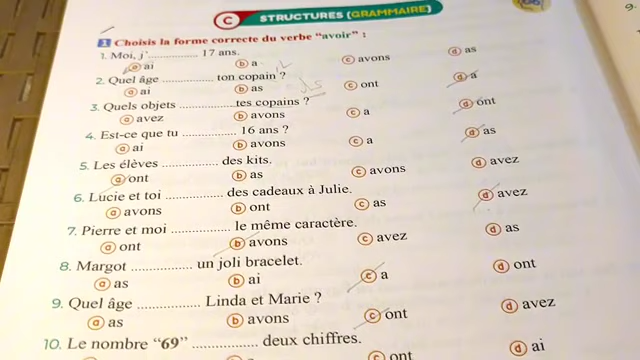 C STRUCTURES (GRAMMAIRE)
1 Choisis la forme correcte du verbe "avoir" :
1. Moi, j' .............. 17 ans.
a ai b a c avons d as
2. Quel âge .............. ton copain ?
a ai b as c ont d a
3. Quels objets ................tes copains ?
a avez b avons c a d ont
4. Est-ce que tu .............. 16 ans ?
a ai b avons c a d as
5. Les élèves .............. des kits.
a ont b as c avons d avez
6. Lucie et toi .............. des cadeaux à Julie.
a avons b ont c as d avez
7. Pierre et moi .............. le même caractère.
a ont b avons c avez d as
8. Margot .............. un joli bracelet.
a as b ai c a d ont
9. Quel âge .............. Linda et Marie ?
a as b avons c ont d avez
10. Le nombre "69" .............. deux chiffres.
c ont d ai